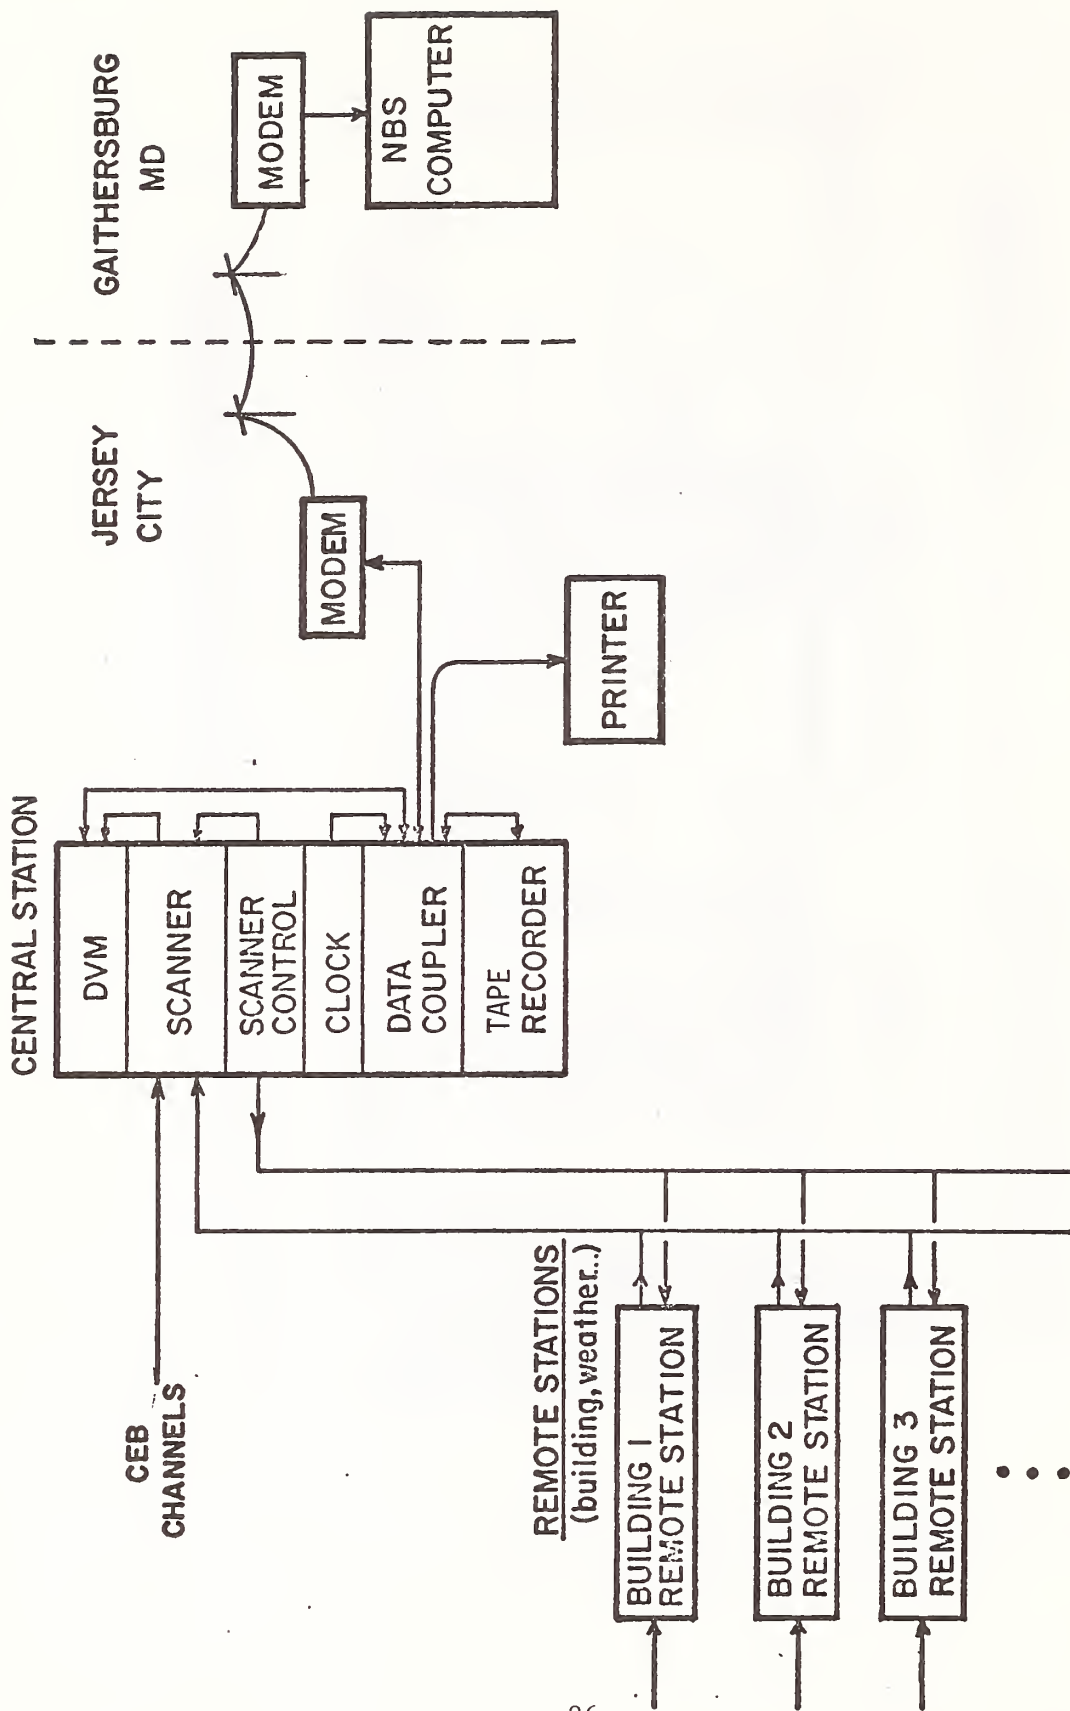 CENTRAL STATION
DVM
SCANNER
SCANNER
CONTROL
CLOCK
DATA
COUPLER
TAPE
RECORDER
CEB
CHANNELS
REMOTE STATIONS
(building, weather...)
BUILDING 1
REMOTE STATION
BUILDING 2
REMOTE STATION
BUILDING 3
REMOTE STATION
PRINTER
MODEM
JERSEY
CITY
GAITHERSBURG
MD
MODEM
NBS
COMPUTER